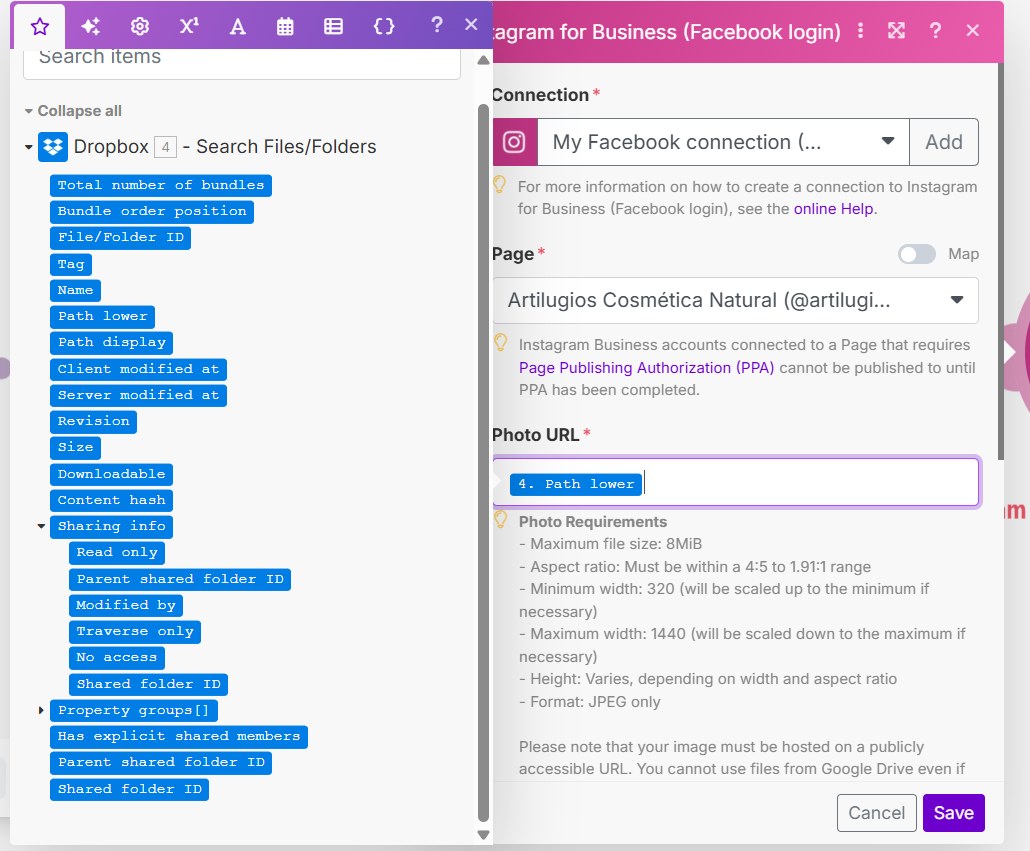 Search items
Collapse all
Dropbox 4 - Search Files/Folders
Total number of bundles
Bundle order position
File/Folder ID
Tag
Name
Path lower
Path display
Client modified at
Server modified at
Revision
Size
Downloadable
Content hash
Sharing info
Read only
Parent shared folder ID
Modified by
Traverse only
No access
Shared folder ID
Property groups[]
Has explicit shared members
Parent shared folder ID
Shared folder ID
tagram for Business (Facebook login)
Connection *
My Facebook connection (...
Add
For more information on how to create a connection to Instagram
for Business (Facebook login), see the online Help.
Page *
Map
Artilugios Cosmética Natural (@artilugi...
Instagram Business accounts connected to a Page that requires
Page Publishing Authorization (PPA) cannot be published to until
PPA has been completed.
Photo URL *
4. Path lower
Photo Requirements
- Maximum file size: 8MiB
- Aspect ratio: Must be within a 4:5 to 1.91:1 range
- Minimum width: 320 (will be scaled up to the minimum if
necessary)
- Maximum width: 1440 (will be scaled down to the maximum if
necessary)
- Height: Varies, depending on width and aspect ratio
- Format: JPEG only
Please note that your image must be hosted on a publicly
accessible URL. You cannot use files from Google Drive even if
Cancel
Save
am